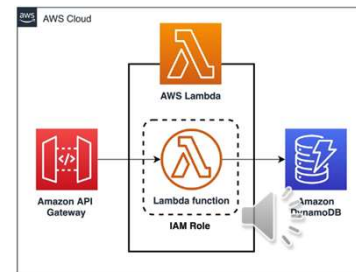 aws
AWS Cloud
AWS Lambda
Amazon API
Gateway
Lambda function
IAM Role
Amazon
DynamoDB